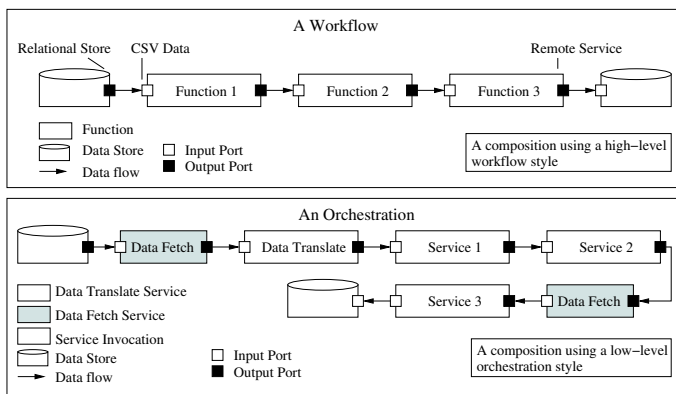 A Workflow
Relational Store
CSV Data
Remote Service
Function 1
Function 2
Function 3
Function
Data Store
Data flow
Input Port
Output Port
A composition using a high−level
workflow style
An Orchestration
Data Fetch
Data Translate
Service 1
Service 2
Service 3
Data Fetch
Data Translate Service
Data Fetch Service
Service Invocation
Data Store
Data flow
Input Port
Output Port
A composition using a low−level
orchestration style